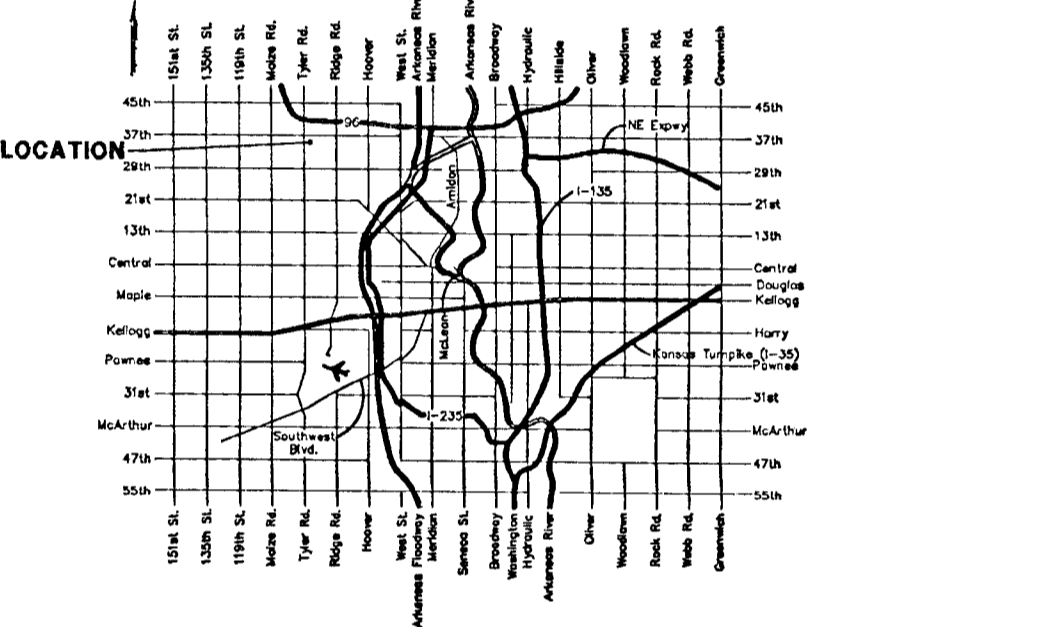 151st St.
135th St.
119th St.
Maize Rd.
Tyler Rd.
Ridge Rd.
Hoover
West St.
Arkansas Riv
Meridian
Arkansas Riv
Broadway
Hydraulic
Hillside
Oliver
Woodlawn
Rock Rd.
Webb Rd.
Greenwich
45th
37th
29th
21st
13th
Central
Maple
Kellogg
Pawnee
31st
McArthur
47th
55th
LOCATION
96
NE Expwy
Amidon
I-135
McLean
Kansas Turnpike (I-35)
I-235
Southwest
Blvd.
45th
37th
29th
21st
13th
Central
Douglas
Kellogg
Harry
Pawnee
31st
McArthur
47th
55th
151st St.
135th St.
119th St.
Maize Rd.
Tyler Rd.
Ridge Rd.
Hoover
West St.
Arkansas Floodway
Meridian
Seneca St.
Broadway
Washington
Hydraulic
Arkansas River
Oliver
Woodlawn
Rock Rd.
Webb Rd.
Greenwich